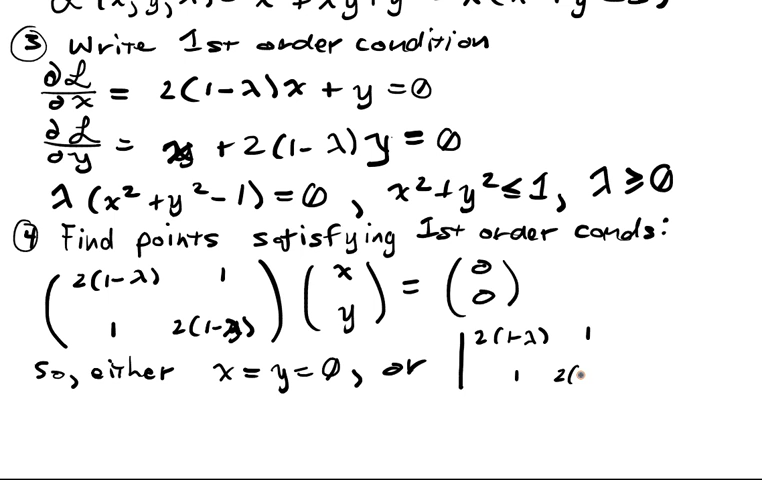 ③ Write 1st order condition
∂ℒ/∂x = 2(1-λ)x + y = 0
∂ℒ/∂y = x + 2(1-λ)y = 0
λ(x²+y²-1) = 0, x²+y² ≤ 1, λ ≥ 0
④ Find points satisfying 1st order conds:
( 2(1-λ) 1 ) ( x ) = ( 0 )
( 1 2(1-λ) ) ( y ) ( 0 )
So, either x = y = 0, or | 2(1-λ) 1
1 2(